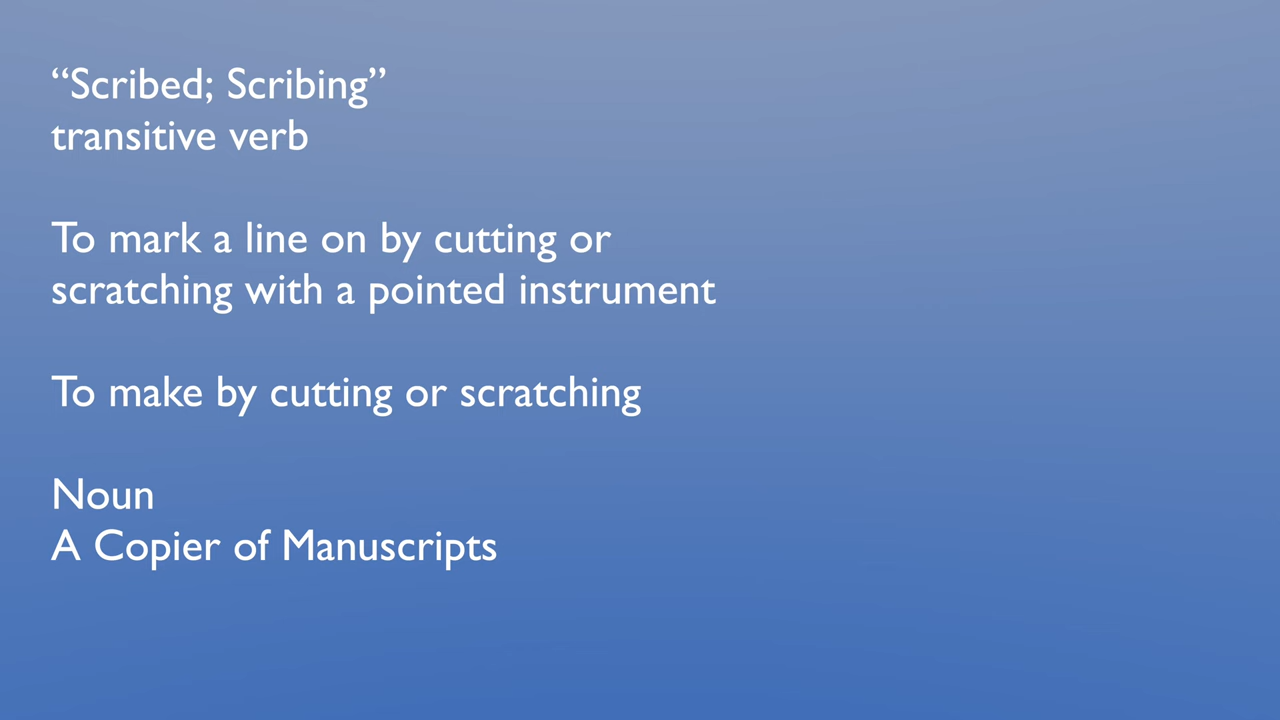 “Scribed; Scribing”
transitive verb
To mark a line on by cutting or
scratching with a pointed instrument
To make by cutting or scratching
Noun
A Copier of Manuscripts